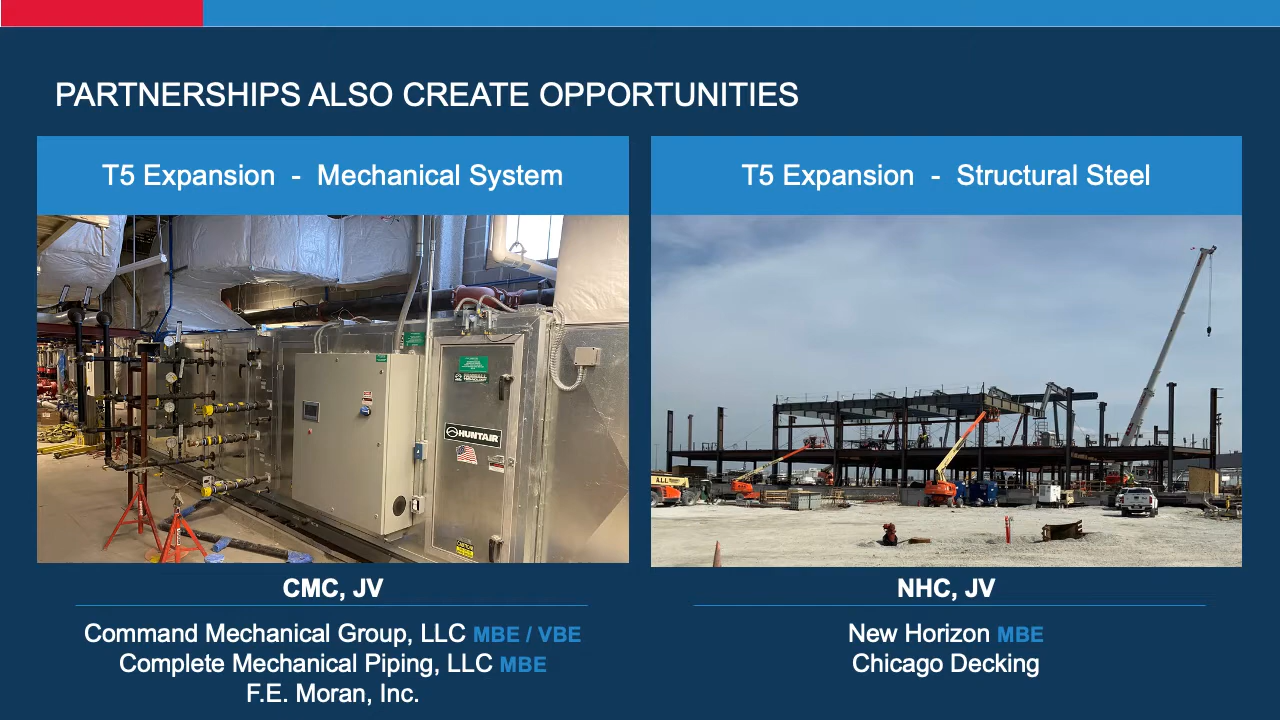 PARTNERSHIPS ALSO CREATE OPPORTUNITIES
T5 Expansion - Mechanical System
T5 Expansion - Structural Steel
HUNTAIR
ALL
CMC, JV
Command Mechanical Group, LLC MBE / VBE
Complete Mechanical Piping, LLC MBE
F.E. Moran, Inc.
NHC, JV
New Horizon MBE
Chicago Decking